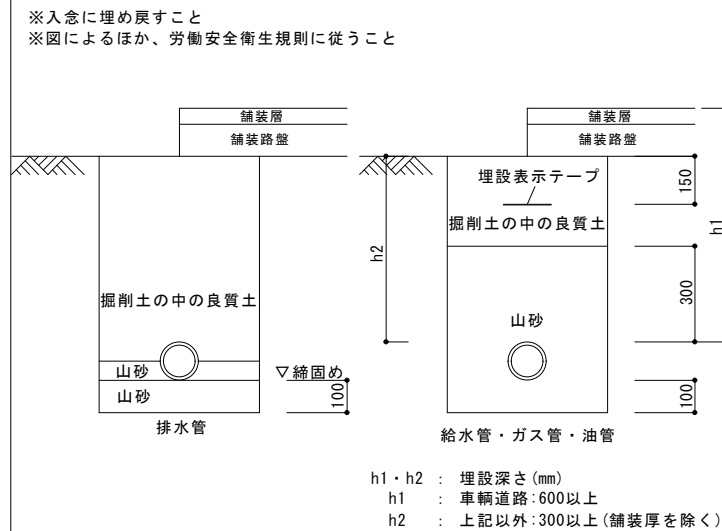 ※入念に埋め戻すこと
※図によるほか、労働安全衛生規則に従うこと
舗装層
舗装路盤
掘削土の中の良質土
山砂
山砂
▽締固め
100
排水管
舗装層
舗装路盤
埋設表示テープ
掘削土の中の良質土
山砂
150
300
100
h1
h2
給水管・ガス管・油管
h1・h2 : 埋設深さ(mm)
h1 : 車輌道路:600以上
h2 : 上記以外:300以上(舗装厚を除く)